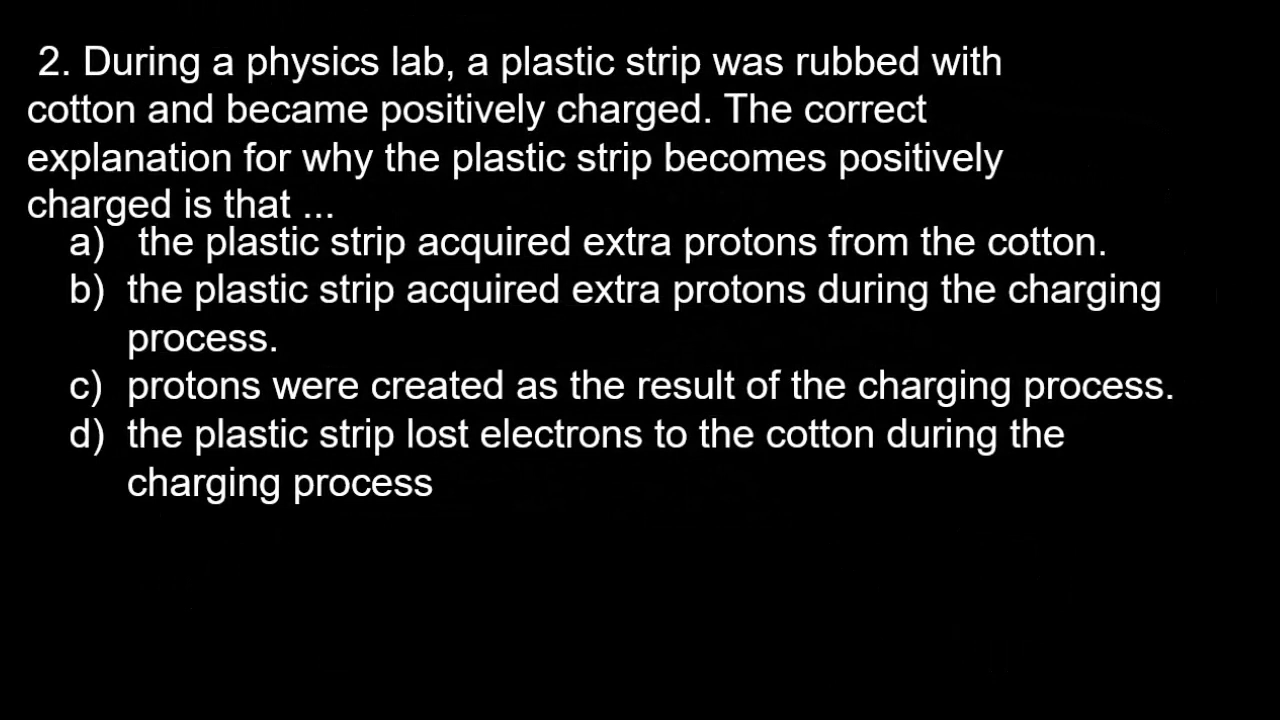 2. During a physics lab, a plastic strip was rubbed with
cotton and became positively charged. The correct
explanation for why the plastic strip becomes positively
charged is that ...
a) the plastic strip acquired extra protons from the cotton.
b) the plastic strip acquired extra protons during the charging
process.
c) protons were created as the result of the charging process.
d) the plastic strip lost electrons to the cotton during the
charging process